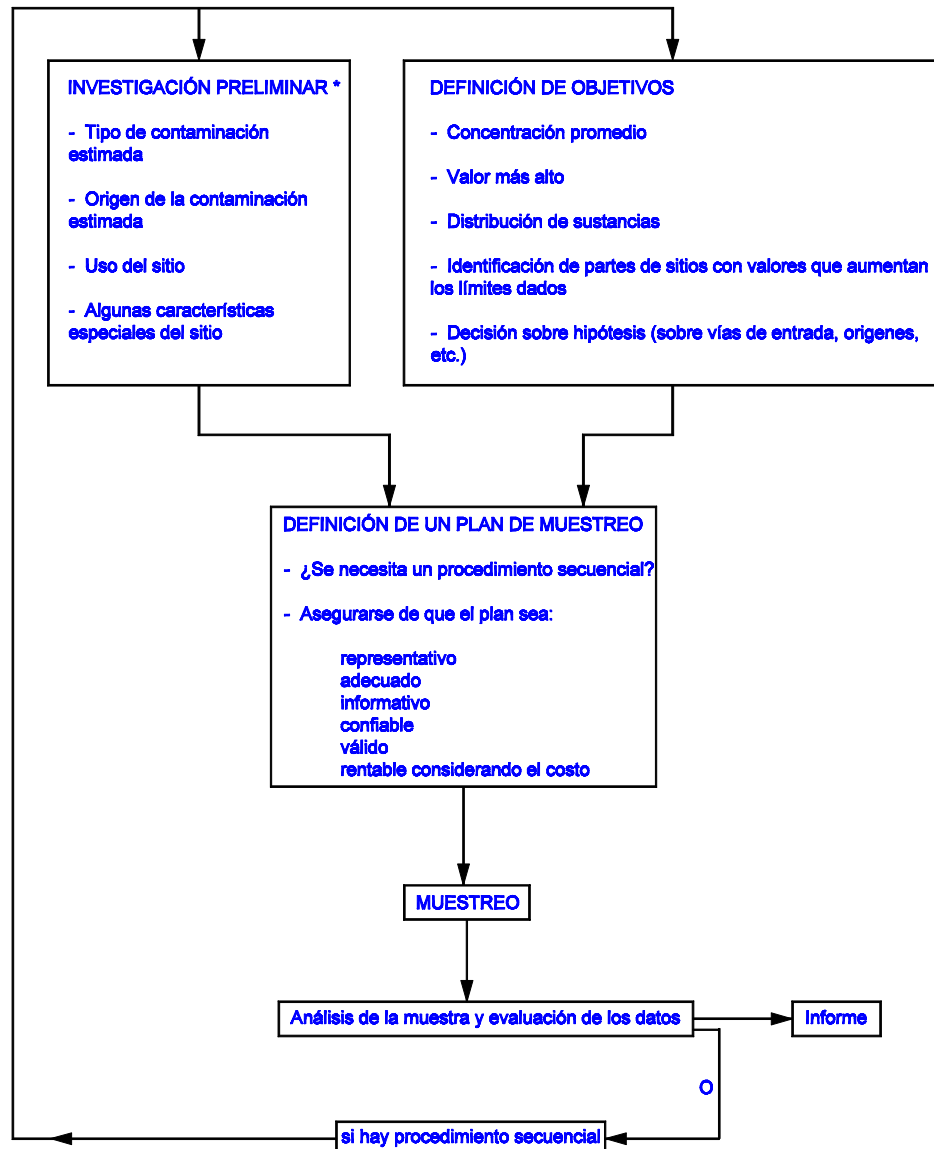 INVESTIGACIÓN PRELIMINAR *
- Tipo de contaminación
estimada
- Origen de la contaminación
estimada
- Uso del sitio
- Algunas características
especiales del sitio
DEFINICIÓN DE OBJETIVOS
- Concentración promedio
- Valor más alto
- Distribución de sustancias
- Identificación de partes de sitios con valores que aumentan
los límites dados
- Decisión sobre hipótesis (sobre vías de entrada, origenes,
etc.)
DEFINICIÓN DE UN PLAN DE MUESTREO
- ¿Se necesita un procedimiento secuencial?
- Asegurarse de que el plan sea:
representativo
adecuado
informativo
confiable
válido
rentable considerando el costo
MUESTREO
Análisis de la muestra y evaluación de los datos
Informe
O
si hay procedimiento secuencial